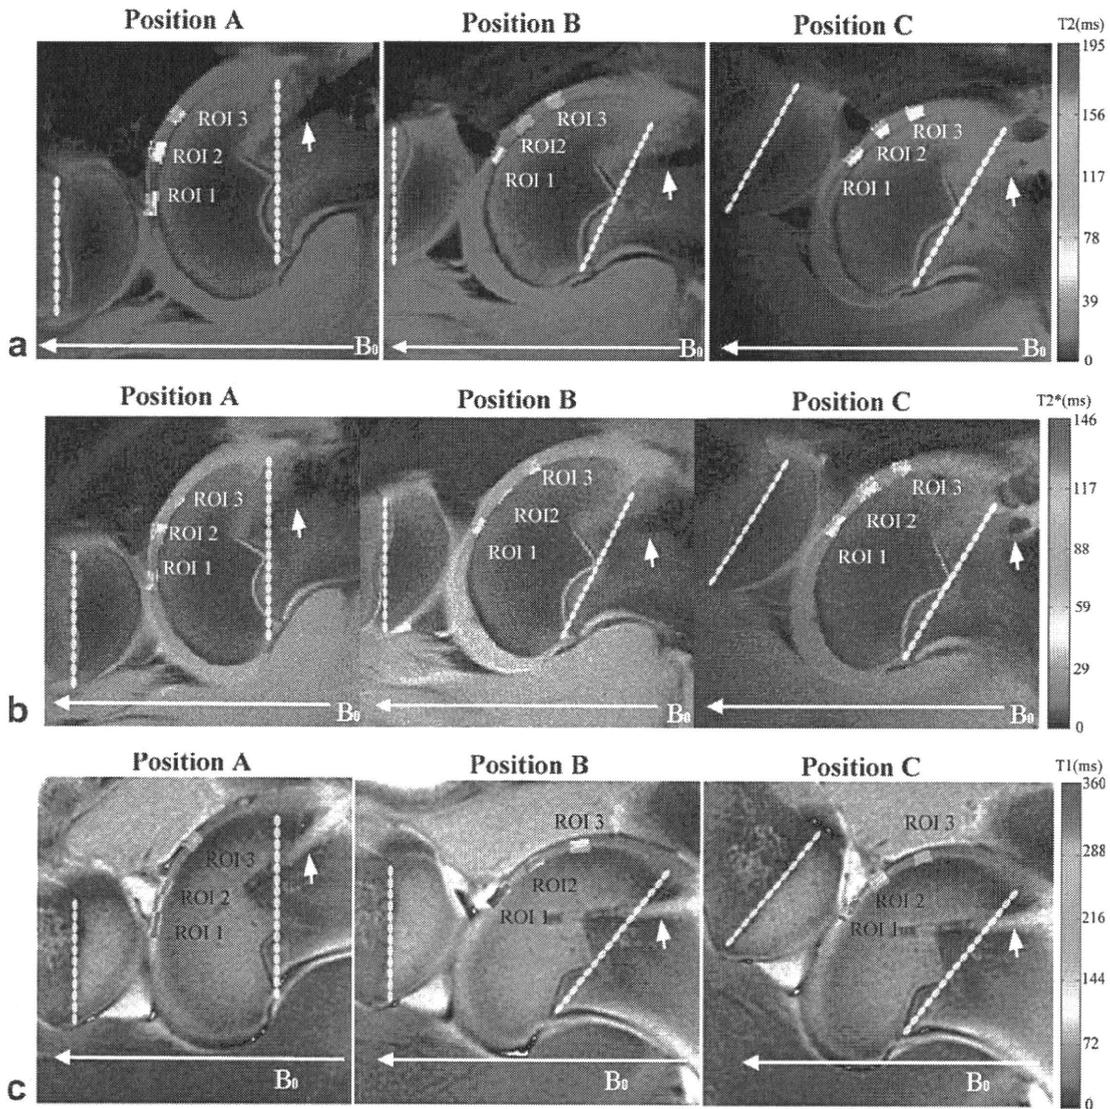 Position A Position B Position C T2(ms)
195
ROI 3 ROI 3 ROI 3 156
ROI 2 ROI2 ROI 2
ROI 1 ROI 1 ROI 1 117
78
39
a B0 B0 B0 0
Position A Position B Position C T2*(ms)
146
ROI 3 ROI 3 ROI 3 117
ROI 2 ROI2 ROI 2
ROI 1 ROI 1 ROI 1 88
59
29
b B0 B0 B0 0
Position A Position B Position C T1(ms)
360
ROI 3 ROI 3 ROI 3 288
ROI 2 ROI2 ROI 2
ROI 1 ROI 1 ROI 1 216
144
72
c B0 B0 B0 0